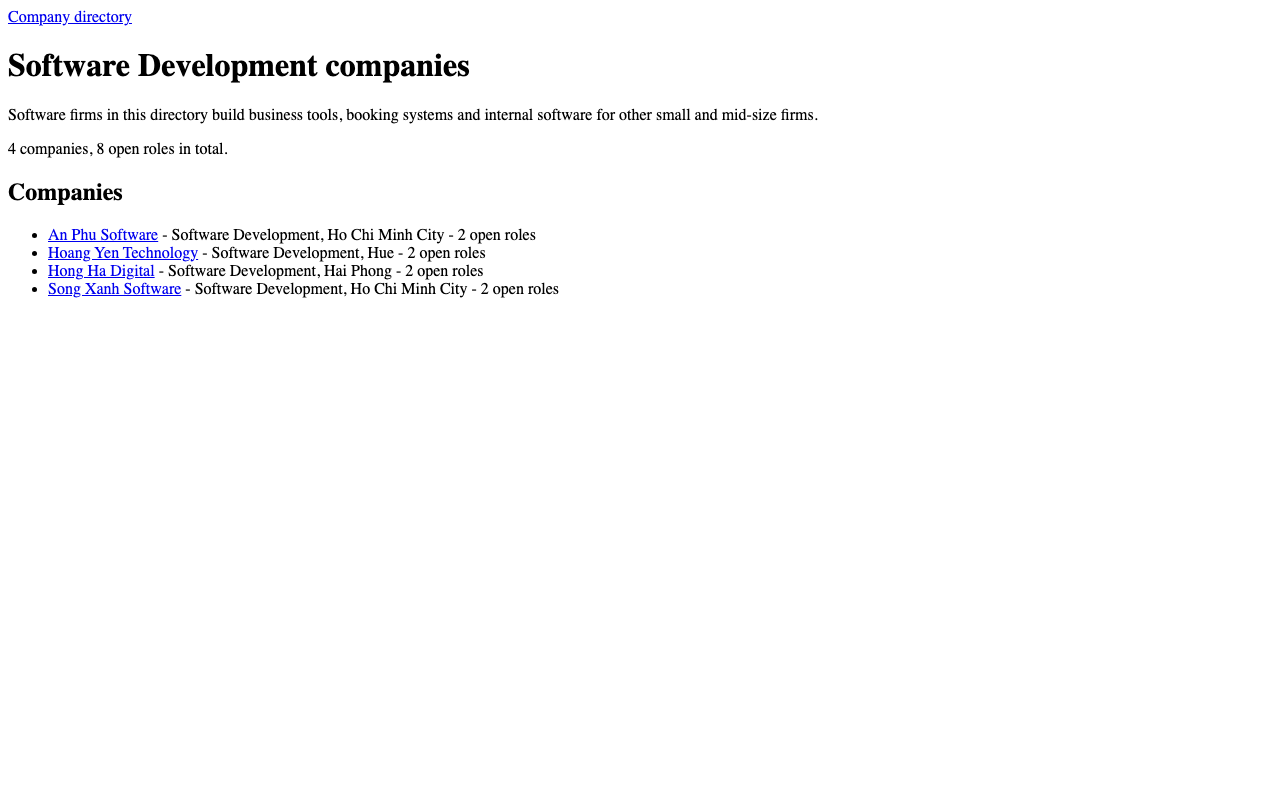 Company directory
Software Development companies
Software firms in this directory build business tools, booking systems and internal software for other small and mid-size firms.
4 companies, 8 open roles in total.
Companies
• An Phu Software - Software Development, Ho Chi Minh City - 2 open roles
• Hoang Yen Technology - Software Development, Hue - 2 open roles
• Hong Ha Digital - Software Development, Hai Phong - 2 open roles
• Song Xanh Software - Software Development, Ho Chi Minh City - 2 open roles